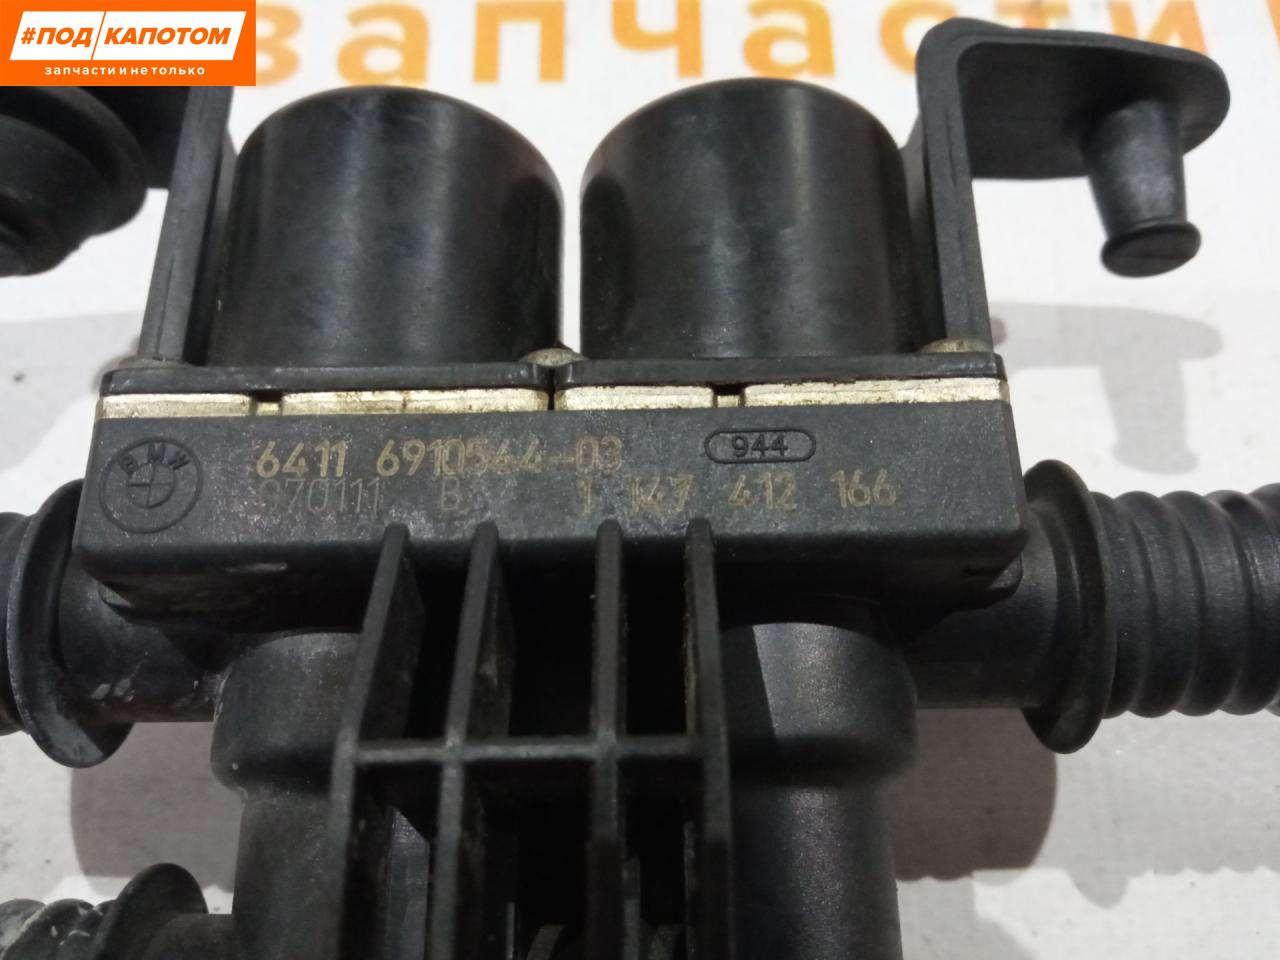 #ПОД КАПОТОМ
запчасти и не только
запчасти
BMW
6411 6910544-03
944
970111 B 1 147 412 166